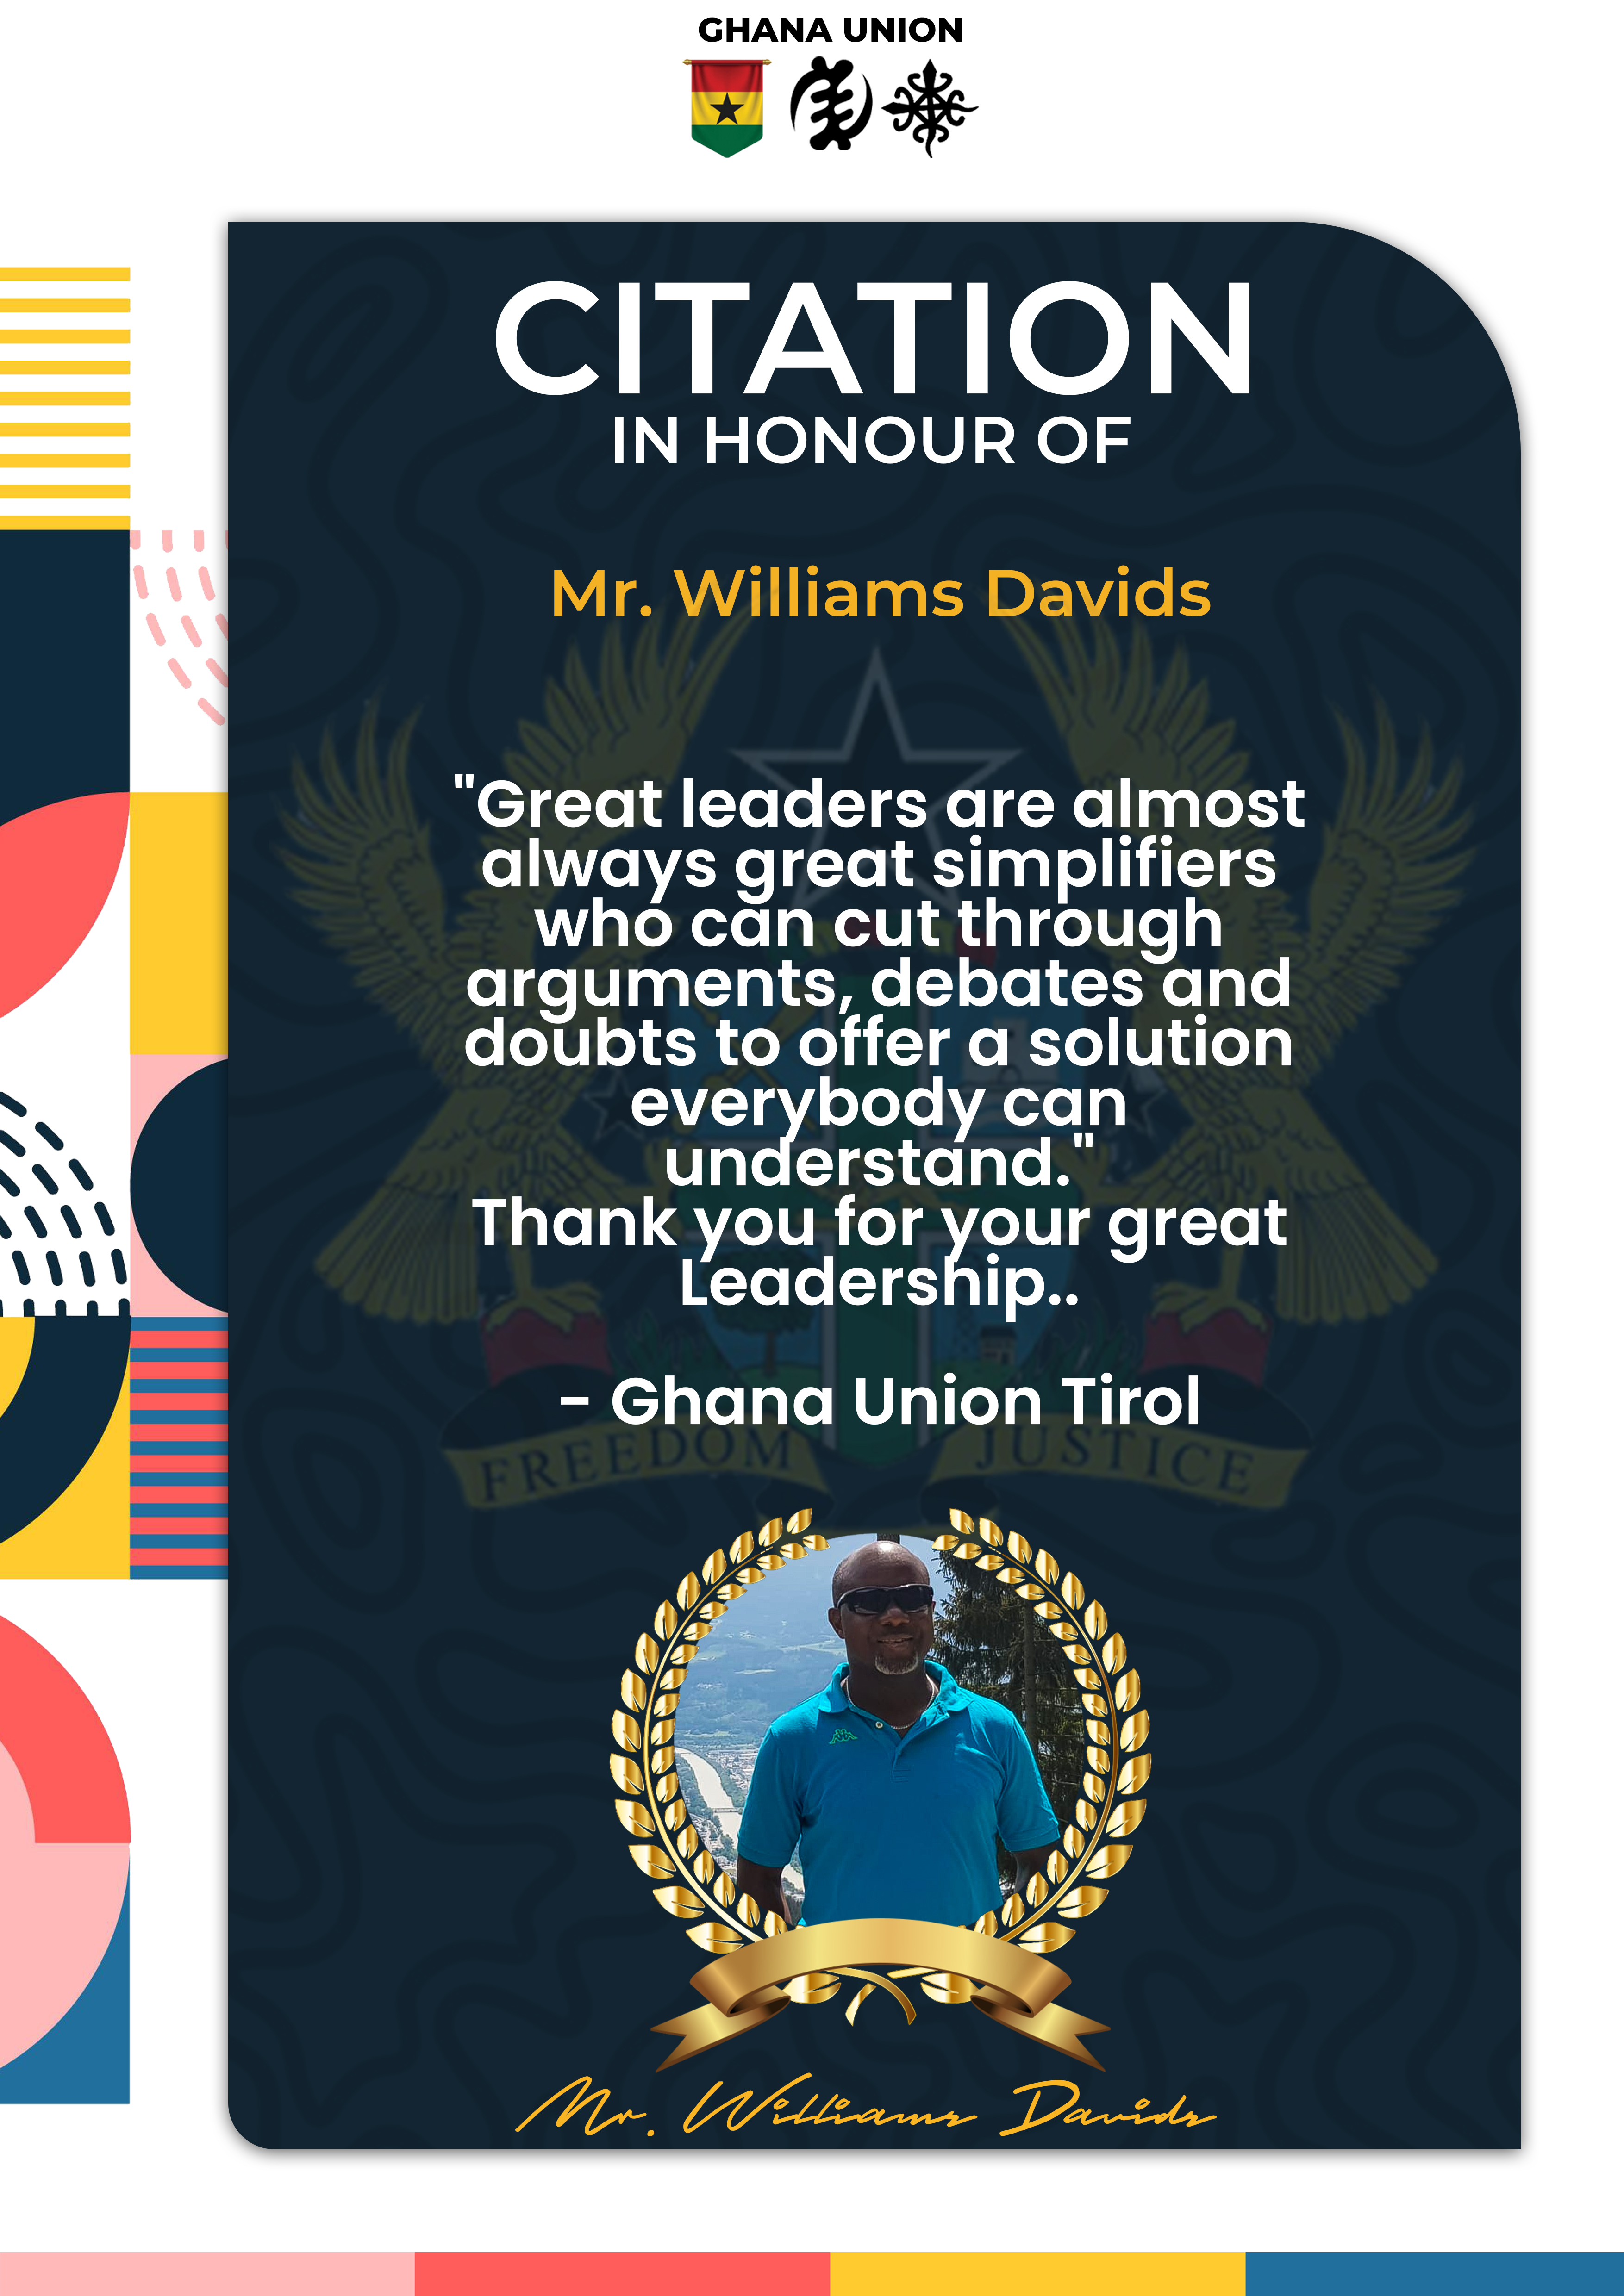 GHANA UNION
CITATION
IN HONOUR OF
Mr. Williams Davids
"Great leaders are almost
always great simplifiers
who can cut through
arguments, debates and
doubts to offer a solution
everybody can
understand."
Thank you for your great
Leadership..
- Ghana Union Tirol
FREEDOM JUSTICE
Mr. Williams Davids